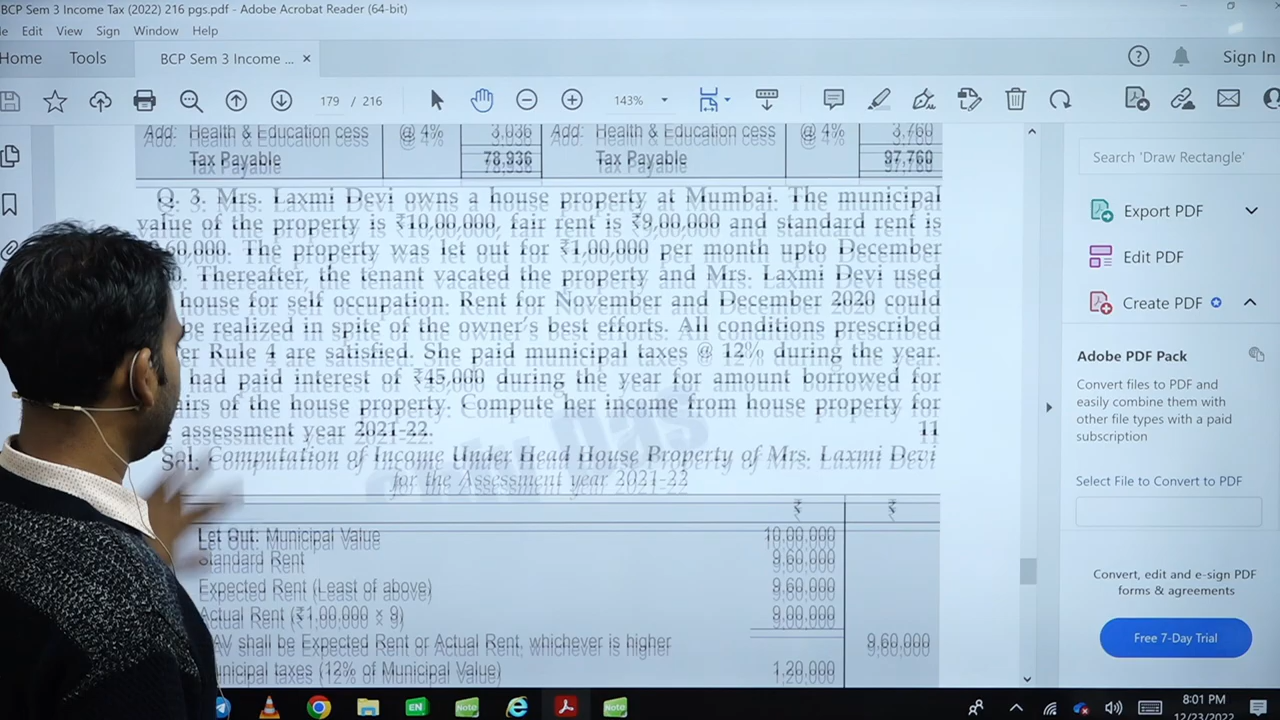 BCP Sem 3 Income Tax (2022) 216 pgs.pdf - Adobe Acrobat Reader (64-bit)
Edit View Sign Window Help
Home Tools BCP Sem 3 Income ... × Sign In
179 / 216 143%
Add: Health & Education cess @ 4% 3,036 Add: Health & Education cess @ 4% 3,760
Tax Payable 78,936 Tax Payable 97,760
Q. 3. Mrs. Laxmi Devi owns a house property at Mumbai. The municipal
value of the property is ₹10,00,000, fair rent is ₹9,00,000 and standard rent is
60,000. The property was let out for ₹1,00,000 per month upto December
Thereafter, the tenant vacated the property and Mrs. Laxmi Devi used
house for self occupation. Rent for November and December 2020 could
be realized in spite of the owner's best efforts. All conditions prescribed
er Rule 4 are satisfied. She paid municipal taxes @ 12% during the year.
had paid interest of ₹45,000 during the year for amount borrowed for
irs of the house property. Compute her income from house property for
assessment year 2021-22. 11
Sol. Computation of Income Under Head House Property of Mrs. Laxmi Devi
for the Assessment year 2021-22
₹ ₹
Let Out: Municipal Value 10,00,000
Standard Rent 9,60,000
Expected Rent (Least of above) 9,60,000
Actual Rent (₹1,00,000 × 9) 9,00,000
AV shall be Expected Rent or Actual Rent, whichever is higher 9,60,000
nicipal taxes (12% of Municipal Value) 1,20,000
Search 'Draw Rectangle'
Export PDF
Edit PDF
Create PDF
Adobe PDF Pack
Convert files to PDF and
easily combine them with
other file types with a paid
subscription
Select File to Convert to PDF
Convert, edit and e-sign PDF
forms & agreements
Free 7-Day Trial
EN Note Note
8:01 PM
12/23/2022